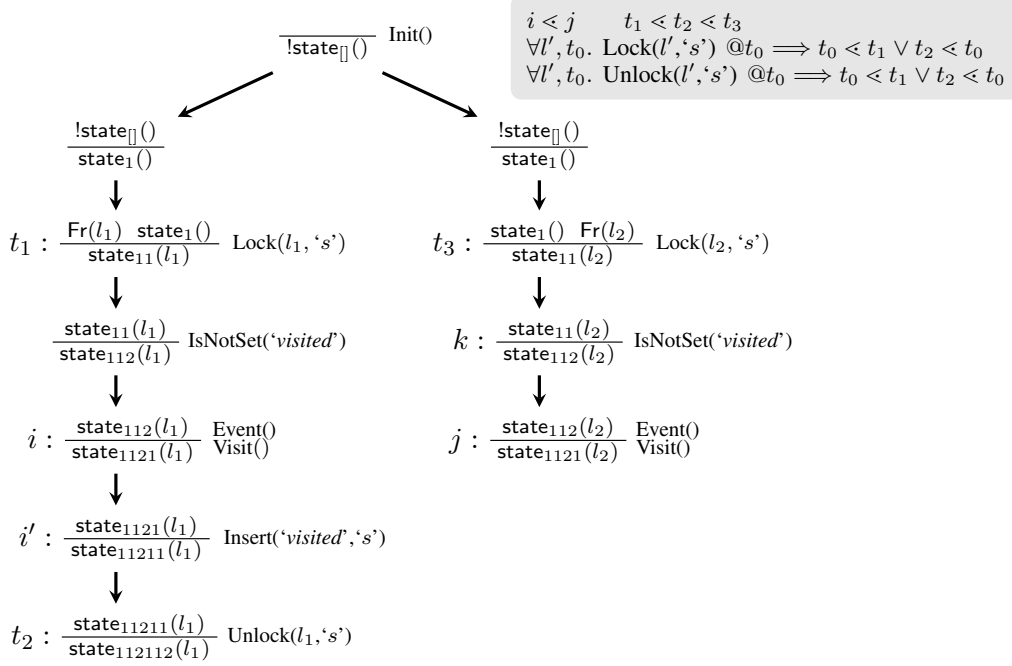 !state[]() Init()
i ⋖ j t₁ ⋖ t₂ ⋖ t₃
∀l′, t₀. Lock(l′,‘s’) @t₀ ⟹ t₀ ⋖ t₁ ∨ t₂ ⋖ t₀
∀l′, t₀. Unlock(l′,‘s’) @t₀ ⟹ t₀ ⋖ t₁ ∨ t₂ ⋖ t₀
!state[]() !state[]()
state₁() state₁()
t₁ : Fr(l₁) state₁() Lock(l₁, ‘s’) t₃ : state₁() Fr(l₂) Lock(l₂, ‘s’)
state₁₁(l₁) state₁₁(l₂)
state₁₁(l₁) IsNotSet(‘visited’) k : state₁₁(l₂) IsNotSet(‘visited’)
state₁₁₂(l₁) state₁₁₂(l₂)
i : state₁₁₂(l₁) Event() j : state₁₁₂(l₂) Event()
state₁₁₂₁(l₁) Visit() state₁₁₂₁(l₂) Visit()
i′ : state₁₁₂₁(l₁) Insert(‘visited’,‘s’)
state₁₁₂₁₁(l₁)
t₂ : state₁₁₂₁₁(l₁) Unlock(l₁,‘s’)
state₁₁₂₁₁₂(l₁)